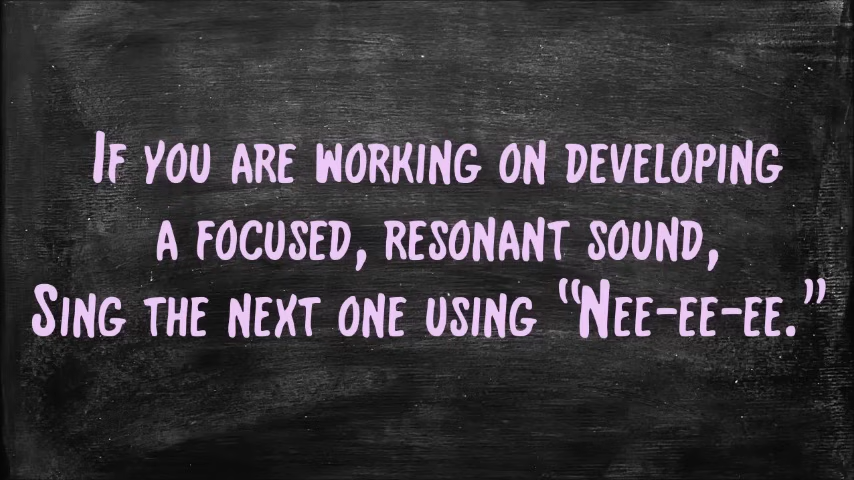 If you are working on developing
a focused, resonant sound,
Sing the next one using “Nee-ee-ee.”